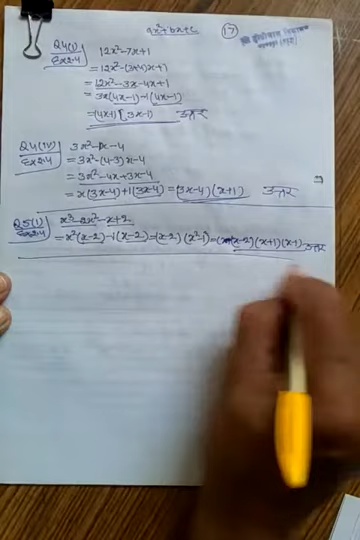 ax²+bx+c
17
Q4(i) 12x²-7x+1
Ex2.4 = 12x²-(3+4)x+1
= 12x²-3x-4x+1
= 3x(4x-1)-1(4x-1)
=(4x-1)(3x-1) उत्तर
Q4(iv) 3x²-x-4
Ex2.4 = 3x²-(4-3)x-4
= 3x²-4x+3x-4
= x(3x-4)+1(3x-4)=(3x-4)(x+1) उत्तर
Q5(i) x³-2x²-x+2
Ex2.4 = x²(x-2)-1(x-2)=(x-2)(x²-1)=(x-2)(x+1)(x-1) उत्तर